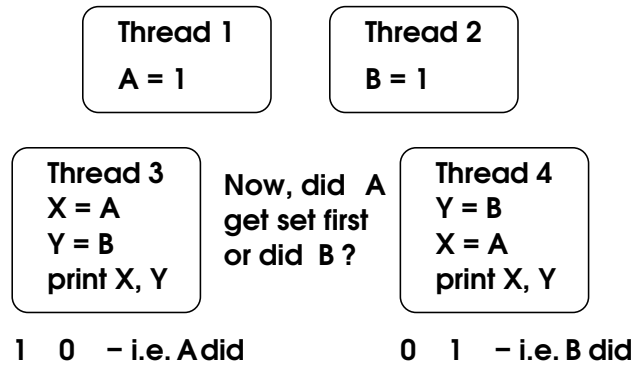 Thread 1
A = 1
Thread 2
B = 1
Thread 3
X = A
Y = B
print X, Y
Now, did A
get set first
or did B ?
Thread 4
Y = B
X = A
print X, Y
1 0 – i.e. A did
0 1 – i.e. B did